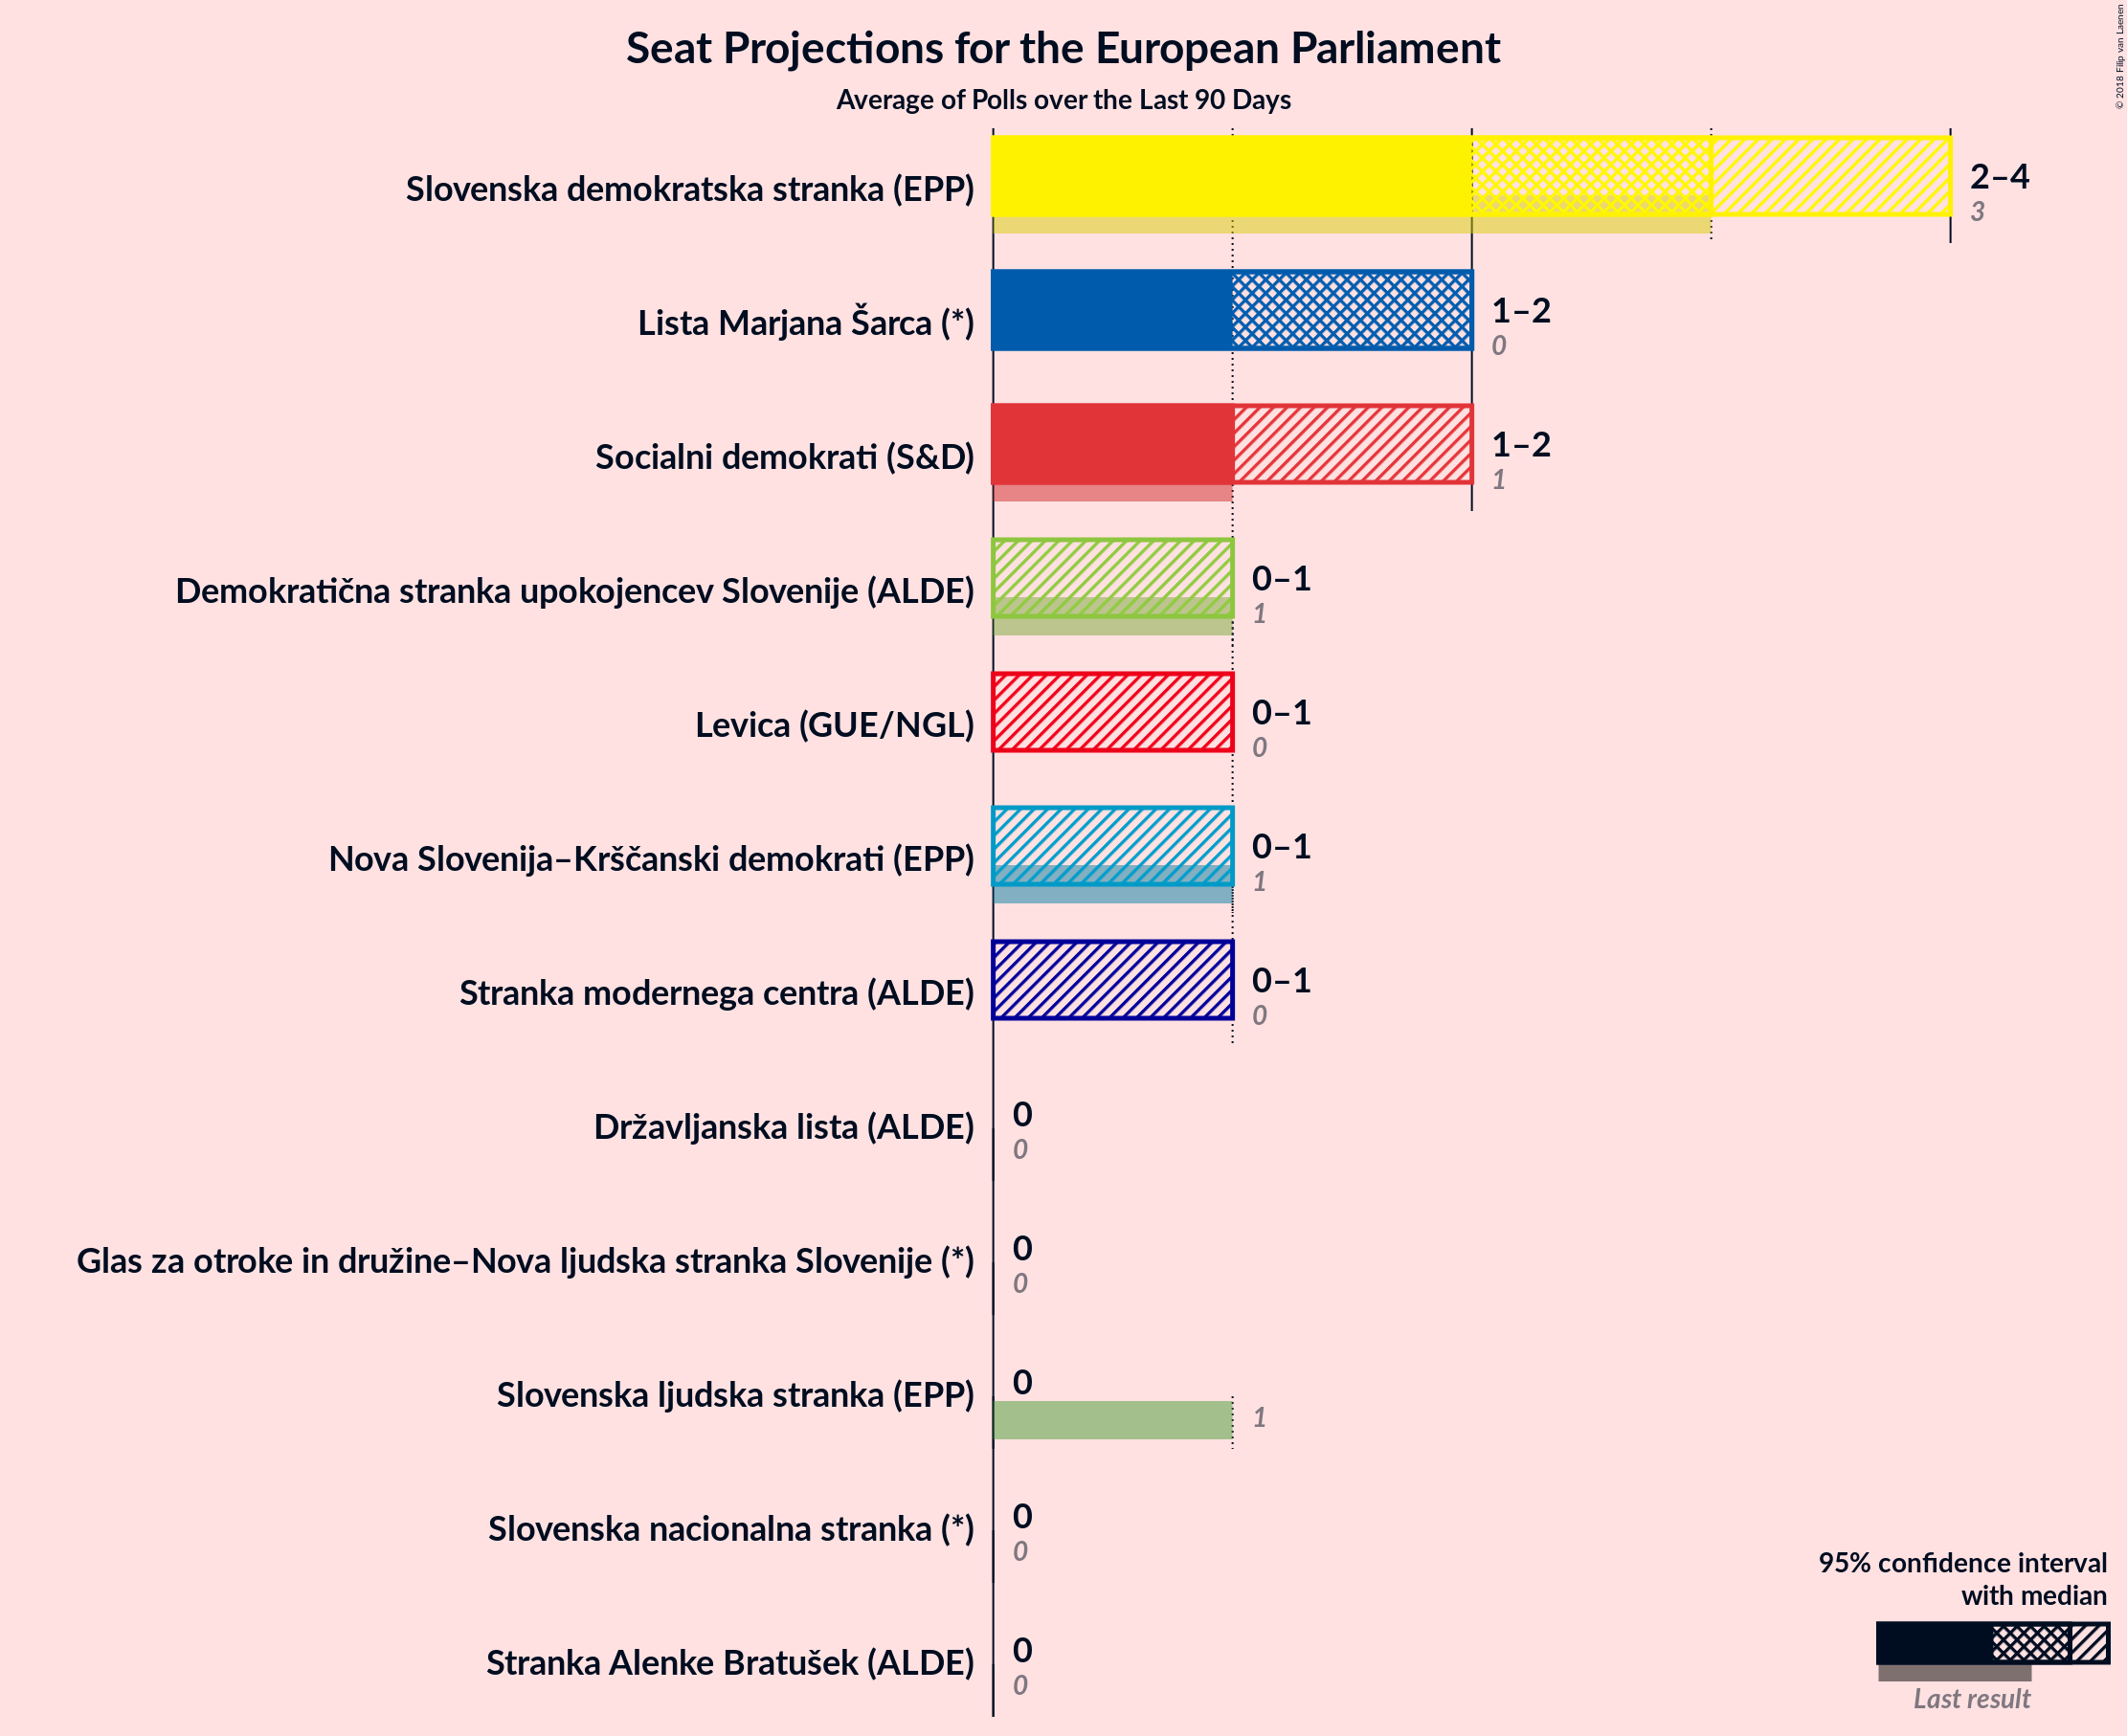 Seat Projections for the European Parliament
Average of Polls over the Last 90 Days
© 2018 Filip van Laenen
Slovenska demokratska stranka (EPP)
2–4
3
Lista Marjana Šarca (*)
1–2
0
Socialni demokrati (S&D)
1–2
1
Demokratična stranka upokojencev Slovenije (ALDE)
0–1
1
Levica (GUE/NGL)
0–1
0
Nova Slovenija–Krščanski demokrati (EPP)
0–1
1
Stranka modernega centra (ALDE)
0–1
0
Državljanska lista (ALDE)
0
0
Glas za otroke in družine–Nova ljudska stranka Slovenije (*)
0
0
Slovenska ljudska stranka (EPP)
0
1
Slovenska nacionalna stranka (*)
0
0
Stranka Alenke Bratušek (ALDE)
0
0
95% confidence interval
with median
Last result